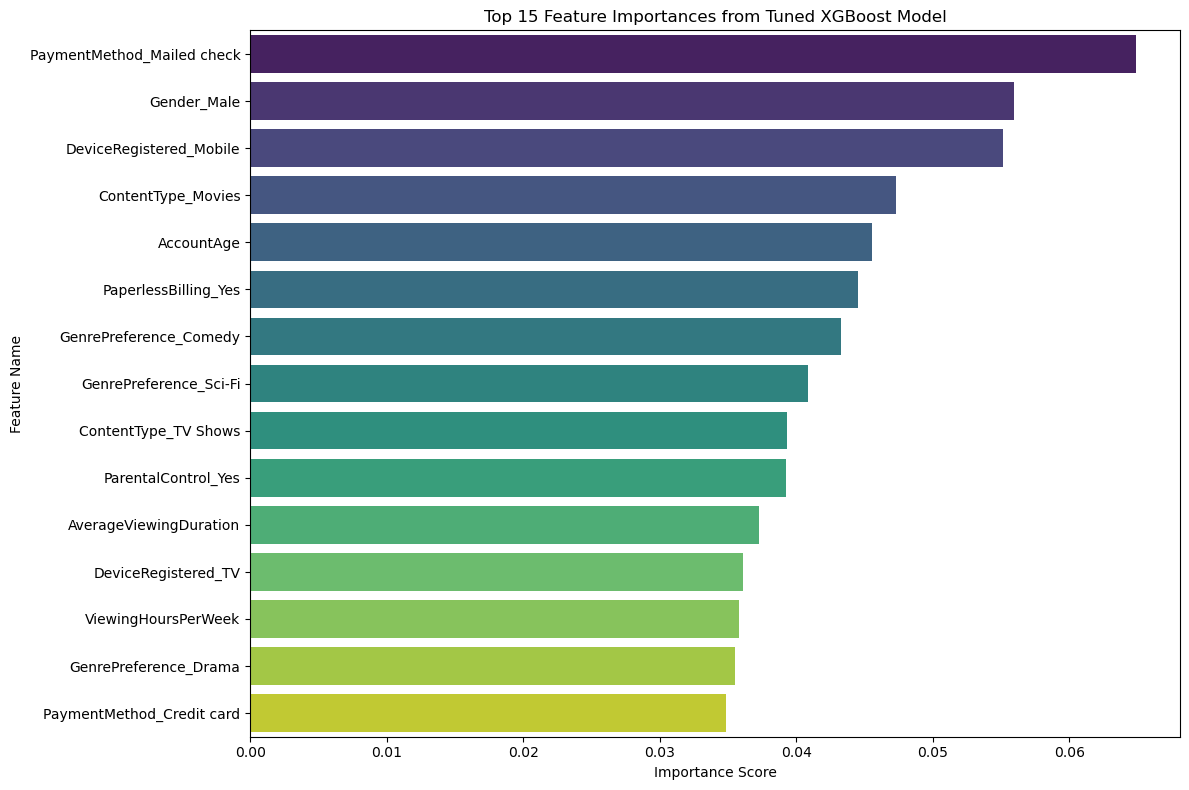 Top 15 Feature Importances from Tuned XGBoost Model
Feature Name
PaymentMethod_Mailed check
Gender_Male
DeviceRegistered_Mobile
ContentType_Movies
AccountAge
PaperlessBilling_Yes
GenrePreference_Comedy
GenrePreference_Sci-Fi
ContentType_TV Shows
ParentalControl_Yes
AverageViewingDuration
DeviceRegistered_TV
ViewingHoursPerWeek
GenrePreference_Drama
PaymentMethod_Credit card
0.00 0.01 0.02 0.03 0.04 0.05 0.06
Importance Score